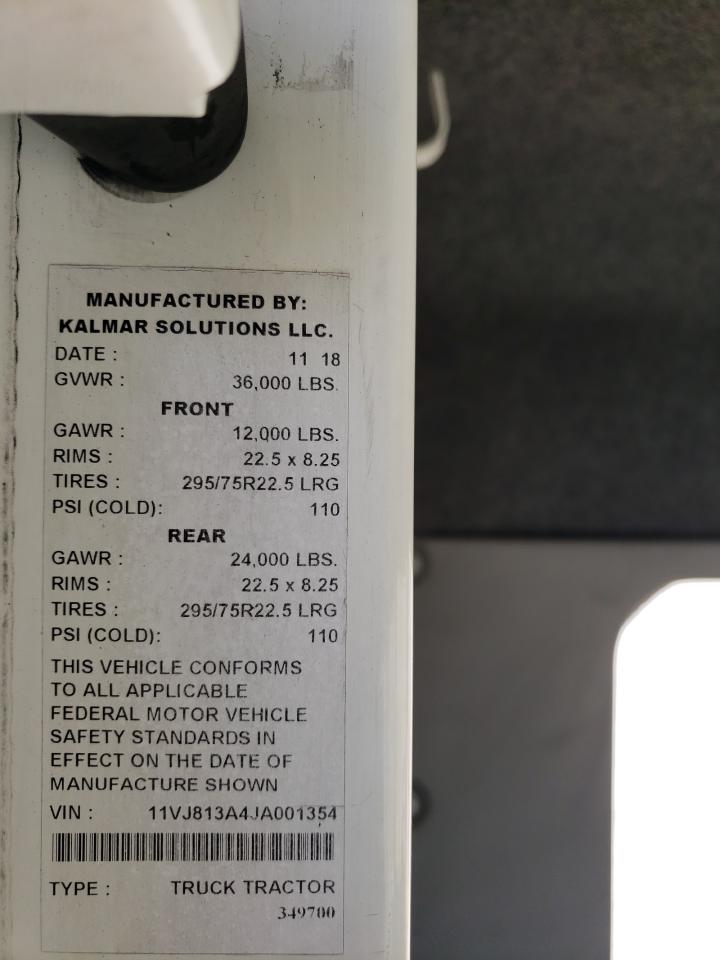 MANUFACTURED BY:
KALMAR SOLUTIONS LLC.
DATE : 11 18
GVWR : 36,000 LBS.
FRONT
GAWR : 12,000 LBS.
RIMS : 22.5 x 8.25
TIRES : 295/75R22.5 LRG
PSI (COLD): 110
REAR
GAWR : 24,000 LBS.
RIMS : 22.5 x 8.25
TIRES : 295/75R22.5 LRG
PSI (COLD): 110
THIS VEHICLE CONFORMS
TO ALL APPLICABLE
FEDERAL MOTOR VEHICLE
SAFETY STANDARDS IN
EFFECT ON THE DATE OF
MANUFACTURE SHOWN
VIN : 11VJ813A4JA001354
TYPE : TRUCK TRACTOR
349700